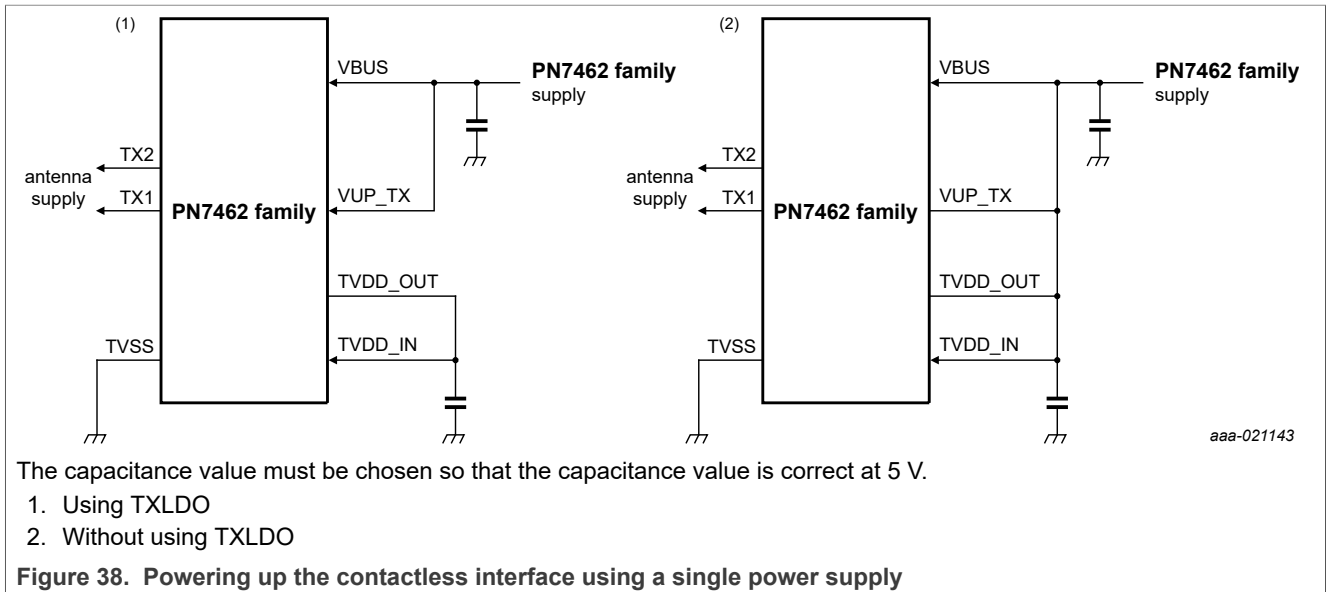 (1)
VBUS
PN7462 family
supply
TX2
antenna
supply
TX1
PN7462 family
VUP_TX
TVDD_OUT
TVSS
TVDD_IN
(2)
VBUS
PN7462 family
supply
TX2
antenna
supply
TX1
PN7462 family
VUP_TX
TVDD_OUT
TVSS
TVDD_IN
aaa-021143
The capacitance value must be chosen so that the capacitance value is correct at 5 V.
1. Using TXLDO
2. Without using TXLDO
Figure 38. Powering up the contactless interface using a single power supply